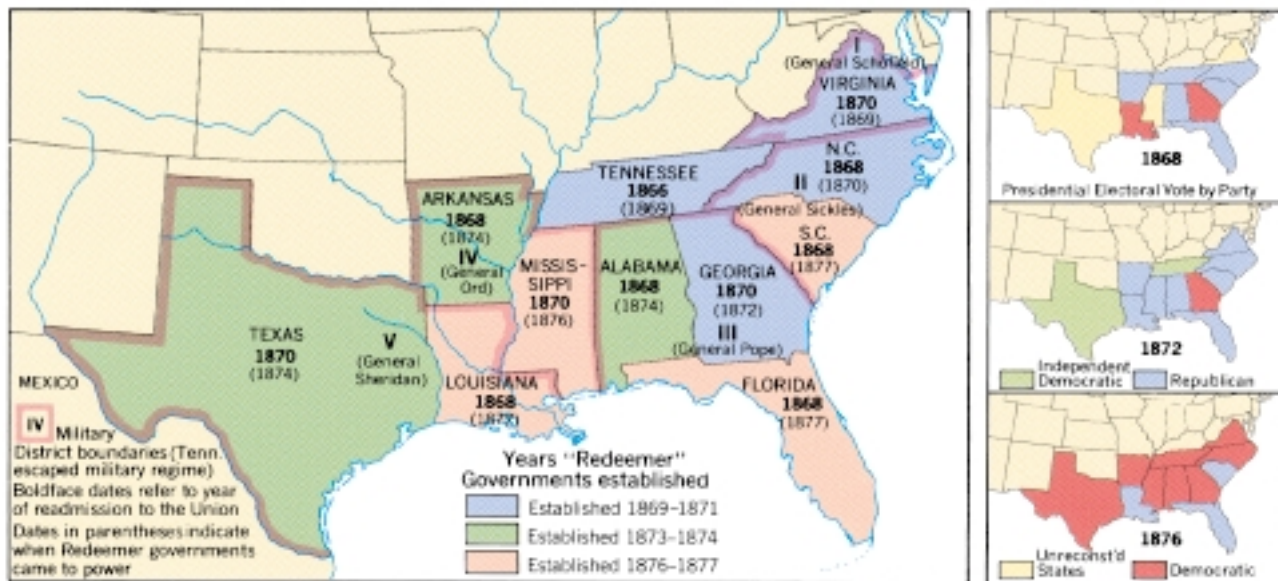 I
(General Schofield)
VIRGINIA
1870
(1869)
N.C.
1868
II (1870)
(General Sickles)
TENNESSEE
1866
(1869)
S.C.
1868
(1877)
ARKANSAS
1868
(1874)
IV
(General
Ord)
MISSIS-
SIPPI
1870
(1876)
ALABAMA
1868
(1874)
GEORGIA
1870
(1872)
III
(General Pope)
TEXAS
1870
(1874)
V
(General
Sheridan)
LOUISIANA
1868
(1877)
FLORIDA
1868
(1877)
MEXICO
IV Military
District boundaries (Tenn.
escaped military regime)
Boldface dates refer to year
of readmission to the Union
Dates in parentheses indicate
when Redeemer governments
came to power
Years "Redeemer"
Governments established
Established 1869–1871
Established 1873–1874
Established 1876–1877
1868
Presidential Electoral Vote by Party
1872
Independent
Democratic
Republican
1876
Unreconst'd
States
Democratic